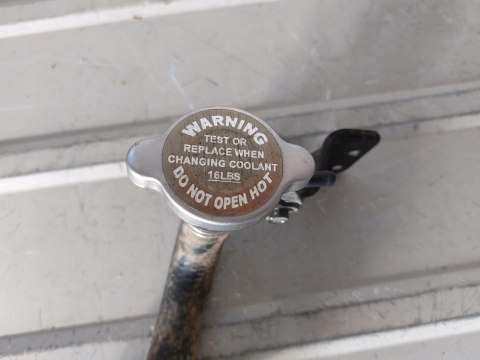 WARNING
TEST OR
REPLACE WHEN
CHANGING COOLANT
16LBS
DO NOT OPEN HOT